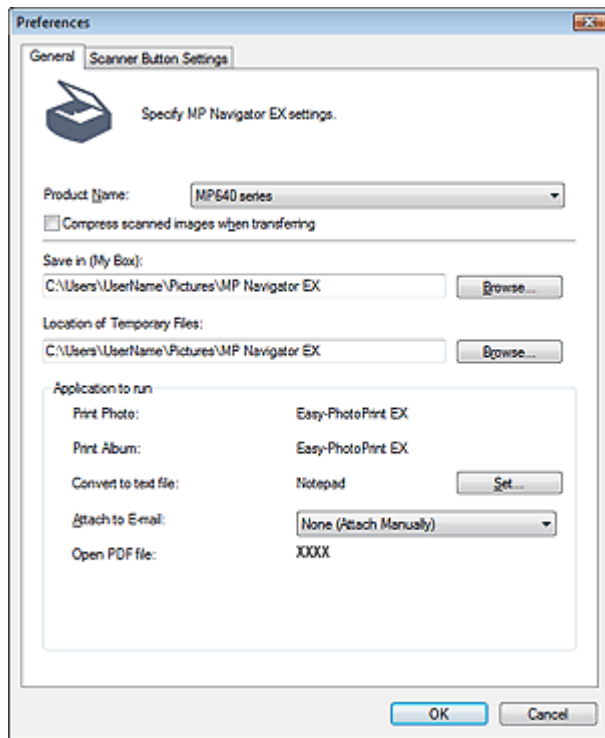 Preferences
General Scanner Button Settings
Specify MP Navigator EX settings.
Product Name: MP640 series
Compress scanned images when transferring
Save in (My Box):
C:\Users\UserName\Pictures\MP Navigator EX Browse...
Location of Temporary Files:
C:\Users\UserName\Pictures\MP Navigator EX Browse...
Application to run
Print Photo: Easy-PhotoPrint EX
Print Album: Easy-PhotoPrint EX
Convert to text file: Notepad Set...
Attach to E-mail: None (Attach Manually)
Open PDF file: XXXX
OK Cancel